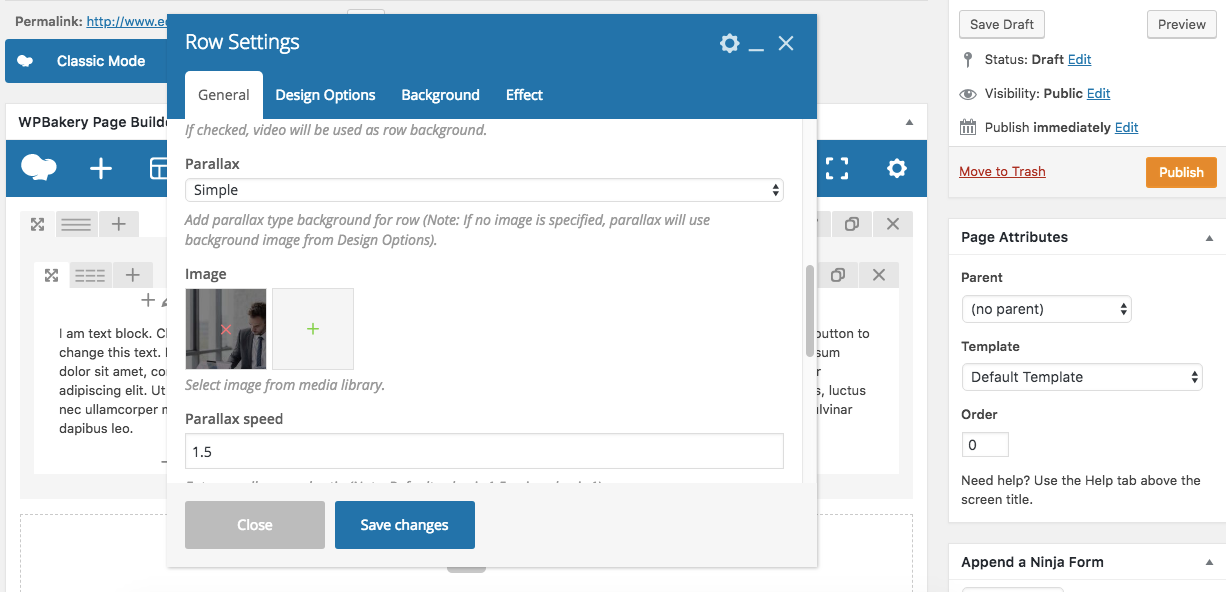 Permalink: http://www.e
Classic Mode
WPBakery Page Builde
Row Settings
General
Design Options
Background
Effect
If checked, video will be used as row background.
Parallax
Simple
Add parallax type background for row (Note: If no image is specified, parallax will use
background image from Design Options).
Image
Select image from media library.
Parallax speed
1.5
Close
Save changes
I am text block. Cl
change this text. L
dolor sit amet, co
adipiscing elit. Ut
nec ullamcorper m
dapibus leo.
button to
sum
r
s, luctus
lvinar
Save Draft
Preview
Status: Draft Edit
Visibility: Public Edit
Publish immediately Edit
Move to Trash
Publish
Page Attributes
Parent
(no parent)
Template
Default Template
Order
0
Need help? Use the Help tab above the
screen title.
Append a Ninja Form